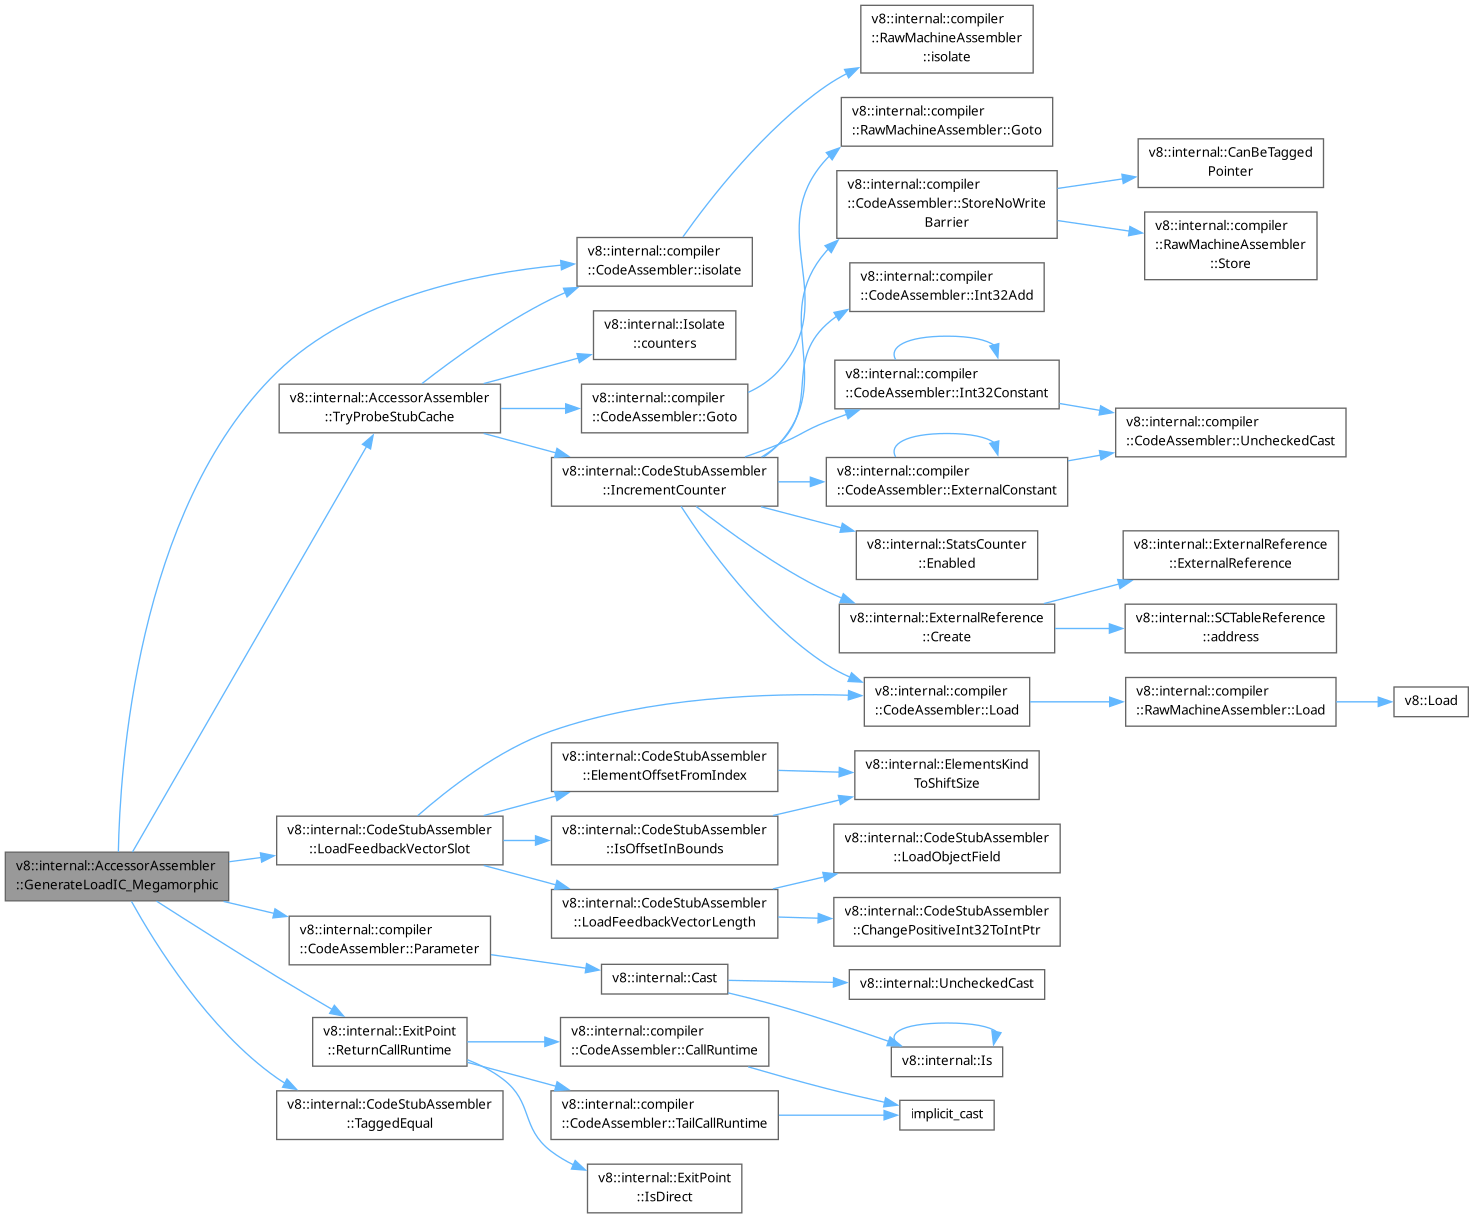 v8::internal::compiler
::RawMachineAssembler
::isolate
v8::internal::compiler
::RawMachineAssembler::Goto
v8::internal::CanBeTagged
Pointer
v8::internal::compiler
::CodeAssembler::StoreNoWrite
Barrier
v8::internal::compiler
::RawMachineAssembler
::Store
v8::internal::compiler
::CodeAssembler::isolate
v8::internal::compiler
::CodeAssembler::Int32Add
v8::internal::Isolate
::counters
v8::internal::compiler
::CodeAssembler::Int32Constant
v8::internal::AccessorAssembler
::TryProbeStubCache
v8::internal::compiler
::CodeAssembler::Goto
v8::internal::compiler
::CodeAssembler::UncheckedCast
v8::internal::CodeStubAssembler
::IncrementCounter
v8::internal::compiler
::CodeAssembler::ExternalConstant
v8::internal::StatsCounter
::Enabled
v8::internal::ExternalReference
::ExternalReference
v8::internal::ExternalReference
::Create
v8::internal::SCTableReference
::address
v8::internal::compiler
::CodeAssembler::Load
v8::internal::compiler
::RawMachineAssembler::Load
v8::Load
v8::internal::CodeStubAssembler
::ElementOffsetFromIndex
v8::internal::ElementsKind
ToShiftSize
v8::internal::CodeStubAssembler
::LoadFeedbackVectorSlot
v8::internal::CodeStubAssembler
::IsOffsetInBounds
v8::internal::CodeStubAssembler
::LoadObjectField
v8::internal::AccessorAssembler
::GenerateLoadIC_Megamorphic
v8::internal::CodeStubAssembler
::LoadFeedbackVectorLength
v8::internal::CodeStubAssembler
::ChangePositiveInt32ToIntPtr
v8::internal::compiler
::CodeAssembler::Parameter
v8::internal::Cast
v8::internal::UncheckedCast
v8::internal::ExitPoint
::ReturnCallRuntime
v8::internal::compiler
::CodeAssembler::CallRuntime
v8::internal::Is
v8::internal::CodeStubAssembler
::TaggedEqual
v8::internal::compiler
::CodeAssembler::TailCallRuntime
implicit_cast
v8::internal::ExitPoint
::IsDirect